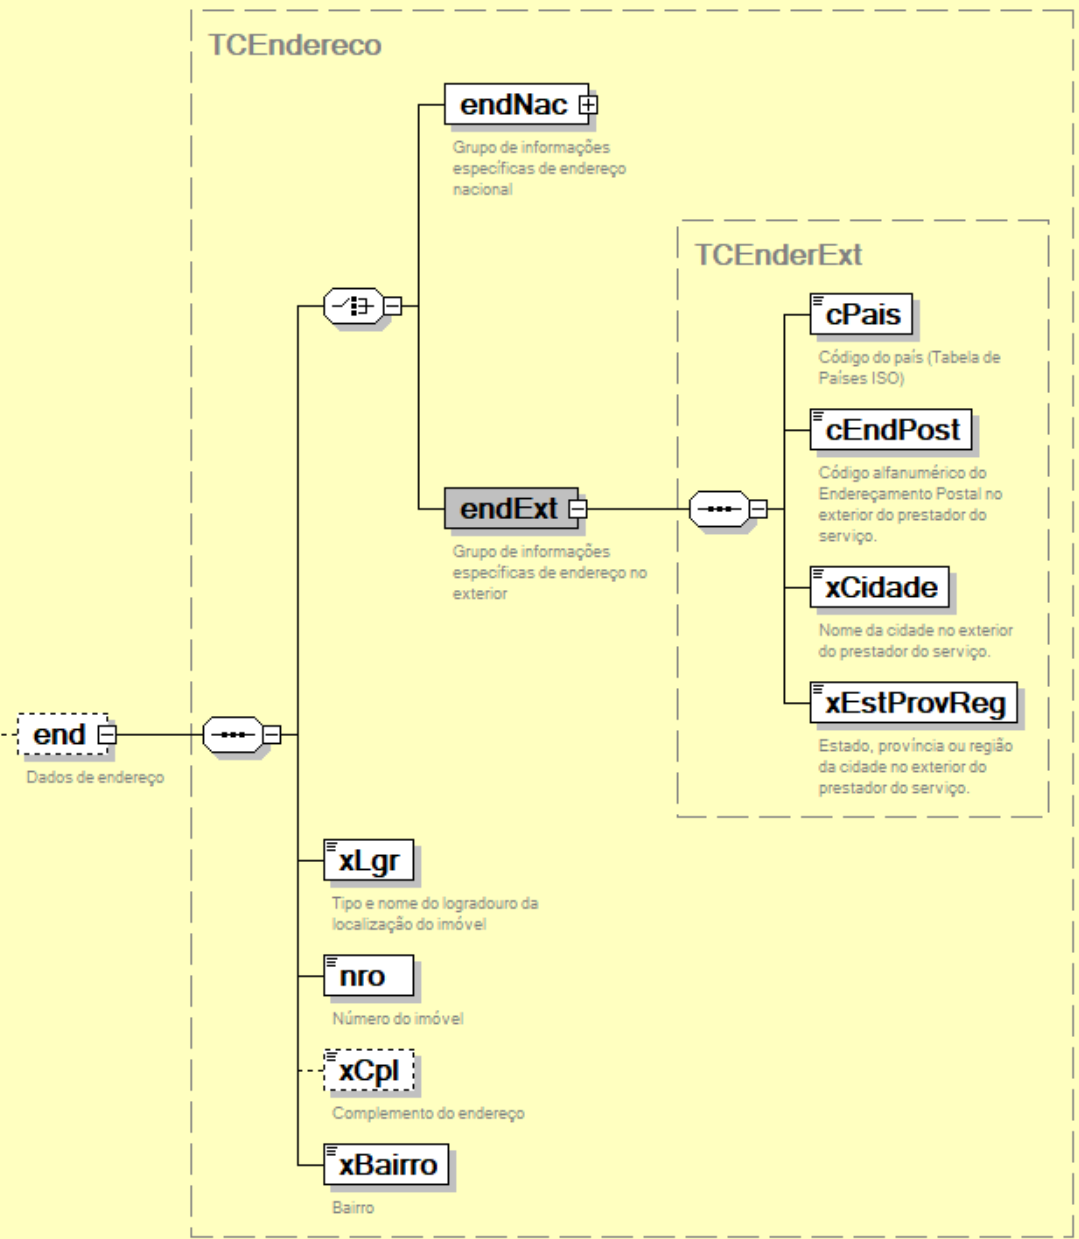 TCEndereco
endNac
Grupo de informações
específicas de endereço
nacional
TCEnderExt
cPais
Código do país (Tabela de
Países ISO)
cEndPost
Código alfanumérico do
Endereçamento Postal no
exterior do prestador do
serviço.
endExt
Grupo de informações
específicas de endereço no
exterior
xCidade
Nome da cidade no exterior
do prestador do serviço.
xEstProvReg
Estado, província ou região
da cidade no exterior do
prestador do serviço.
end
Dados de endereço
xLgr
Tipo e nome do logradouro da
localização do imóvel
nro
Número do imóvel
xCpl
Complemento do endereço
xBairro
Bairro